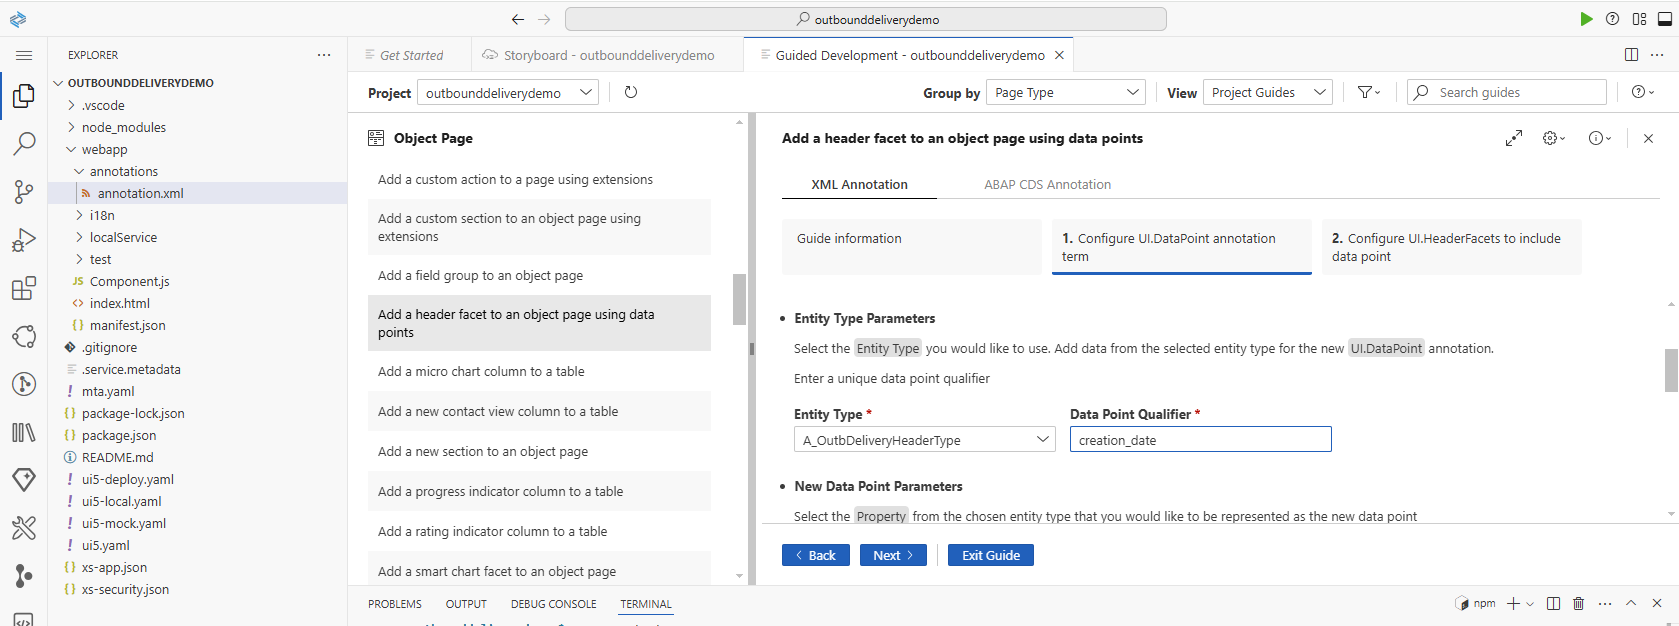 outbounddeliverydemo
EXPLORER
OUTBOUNDDELIVERYDEMO
.vscode
node_modules
webapp
annotations
annotation.xml
i18n
localService
test
JS Component.js
<> index.html
{} manifest.json
.gitignore
.service.metadata
! mta.yaml
{} package-lock.json
{} package.json
README.md
! ui5-deploy.yaml
! ui5-local.yaml
! ui5-mock.yaml
! ui5.yaml
{} xs-app.json
{} xs-security.json
Get Started
Storyboard - outbounddeliverydemo
Guided Development - outbounddeliverydemo
Project outbounddeliverydemo
Group by Page Type
View Project Guides
Search guides
Object Page
Add a custom action to a page using extensions
Add a custom section to an object page using
extensions
Add a field group to an object page
Add a header facet to an object page using data
points
Add a micro chart column to a table
Add a new contact view column to a table
Add a new section to an object page
Add a progress indicator column to a table
Add a rating indicator column to a table
Add a smart chart facet to an object page
Add a header facet to an object page using data points
XML Annotation
ABAP CDS Annotation
Guide information
1. Configure UI.DataPoint annotation
term
2. Configure UI.HeaderFacets to include
data point
• Entity Type Parameters
Select the Entity Type you would like to use. Add data from the selected entity type for the new UI.DataPoint annotation.
Enter a unique data point qualifier
Entity Type *
Data Point Qualifier *
A_OutbDeliveryHeaderType
creation_date
• New Data Point Parameters
Select the Property from the chosen entity type that you would like to be represented as the new data point
Back
Next
Exit Guide
PROBLEMS
OUTPUT
DEBUG CONSOLE
TERMINAL
npm